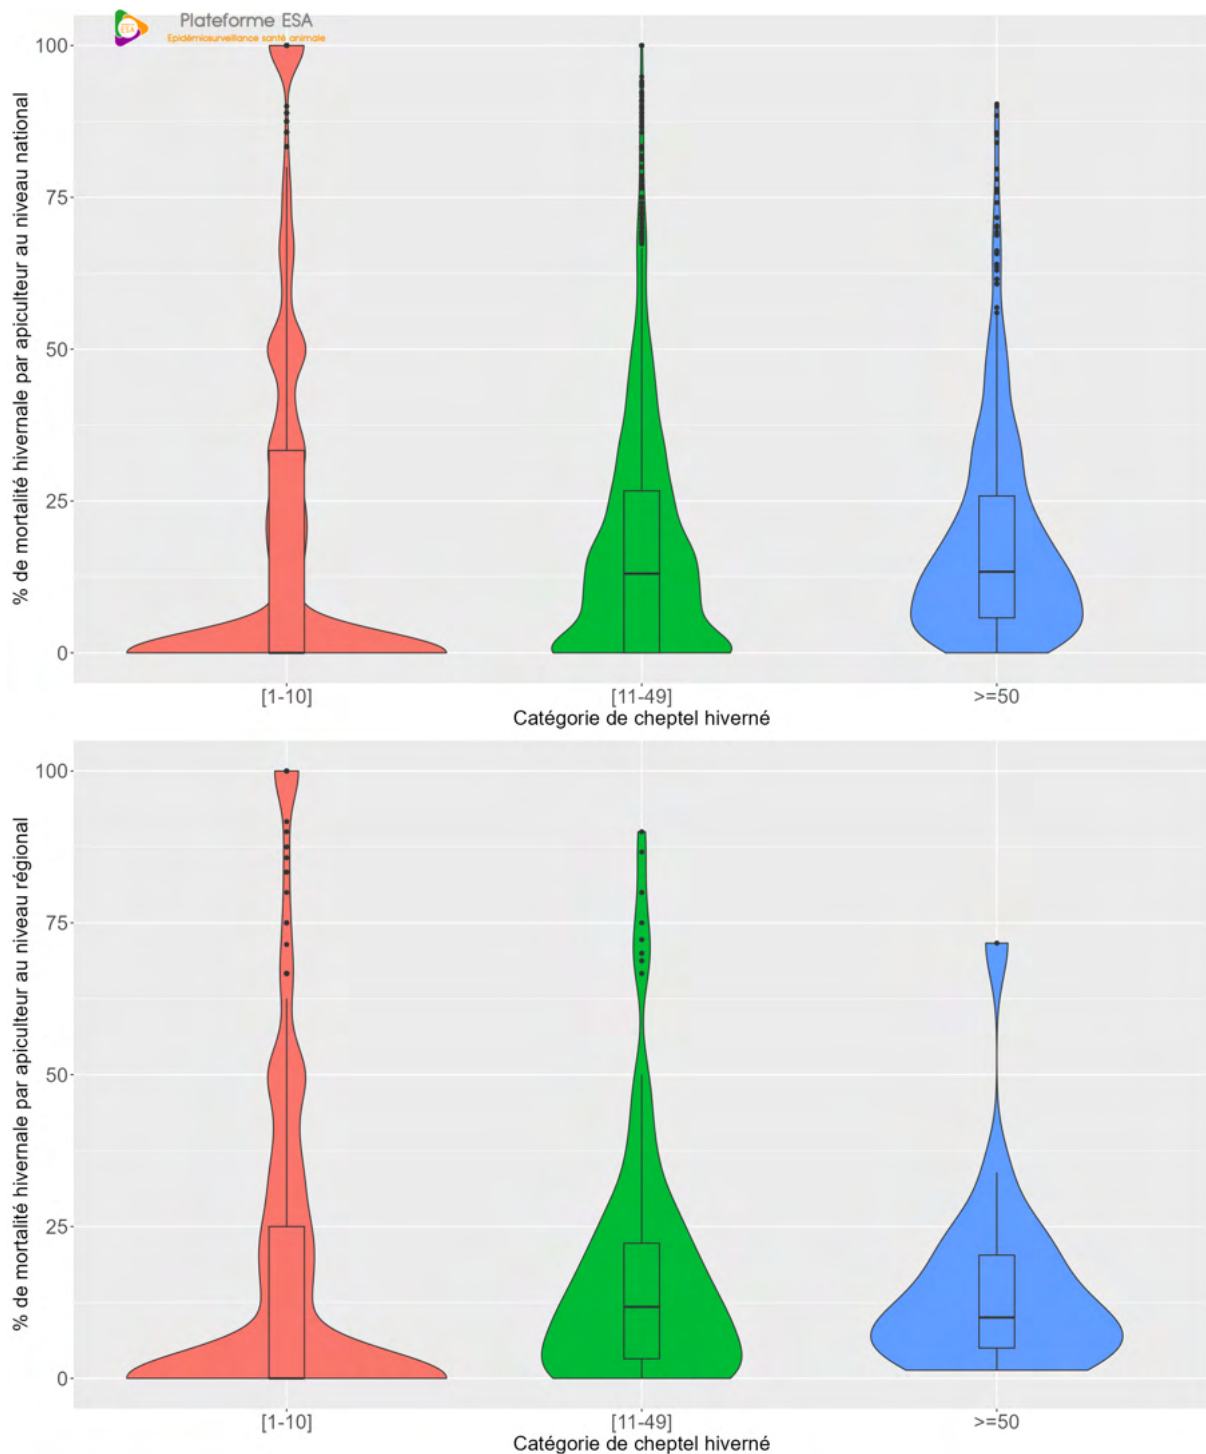 Plateforme ESA
ESA
Epidémiosurveillance santé animale
% de mortalité hivernale par apiculteur au niveau national
100
75
50
25
0
[1-10]
[11-49]
>=50
Catégorie de cheptel hiverné
% de mortalité hivernale par apiculteur au niveau régional
100
75
50
25
0
[1-10]
[11-49]
>=50
Catégorie de cheptel hiverné